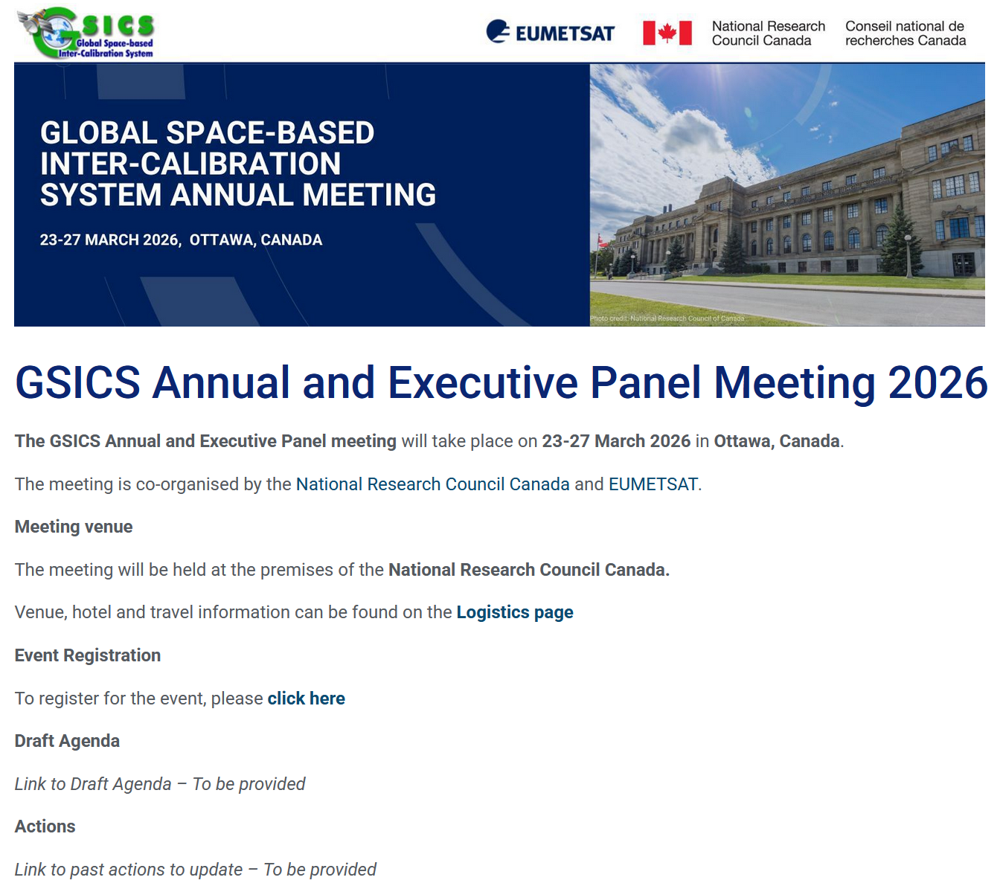 GSICS
Global Space-based
Inter-Calibration System
EUMETSAT
National Research
Council Canada
Conseil national de
recherches Canada
GLOBAL SPACE-BASED
INTER-CALIBRATION
SYSTEM ANNUAL MEETING
23-27 MARCH 2026, OTTAWA, CANADA
Photo credit: National Research Council of Canada
GSICS Annual and Executive Panel Meeting 2026
The GSICS Annual and Executive Panel meeting will take place on 23-27 March 2026 in Ottawa, Canada.
The meeting is co-organised by the National Research Council Canada and EUMETSAT.
Meeting venue
The meeting will be held at the premises of the National Research Council Canada.
Venue, hotel and travel information can be found on the Logistics page
Event Registration
To register for the event, please click here
Draft Agenda
Link to Draft Agenda – To be provided
Actions
Link to past actions to update – To be provided